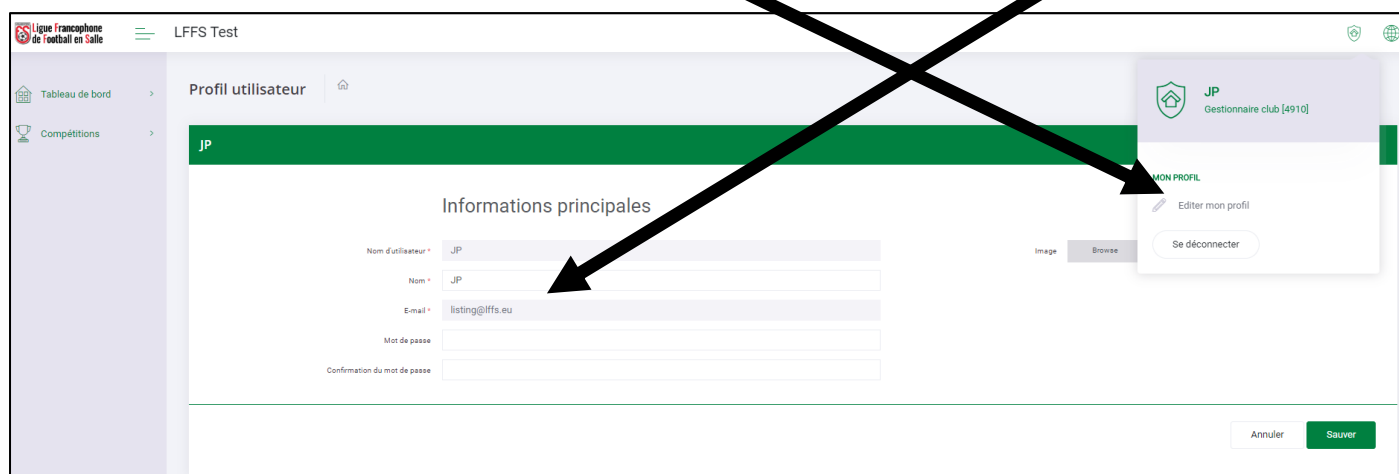 Ligue Francophone
de Football en Salle
LFFS Test
Tableau de bord
Compétitions
Profil utilisateur
JP
Gestionnaire club [4910]
JP
MON PROFIL
Editer mon profil
Se déconnecter
Informations principales
Nom d'utilisateur * JP
Image Browse
Nom * JP
E-mail * listing@lffs.eu
Mot de passe
Confirmation du mot de passe
Annuler Sauver